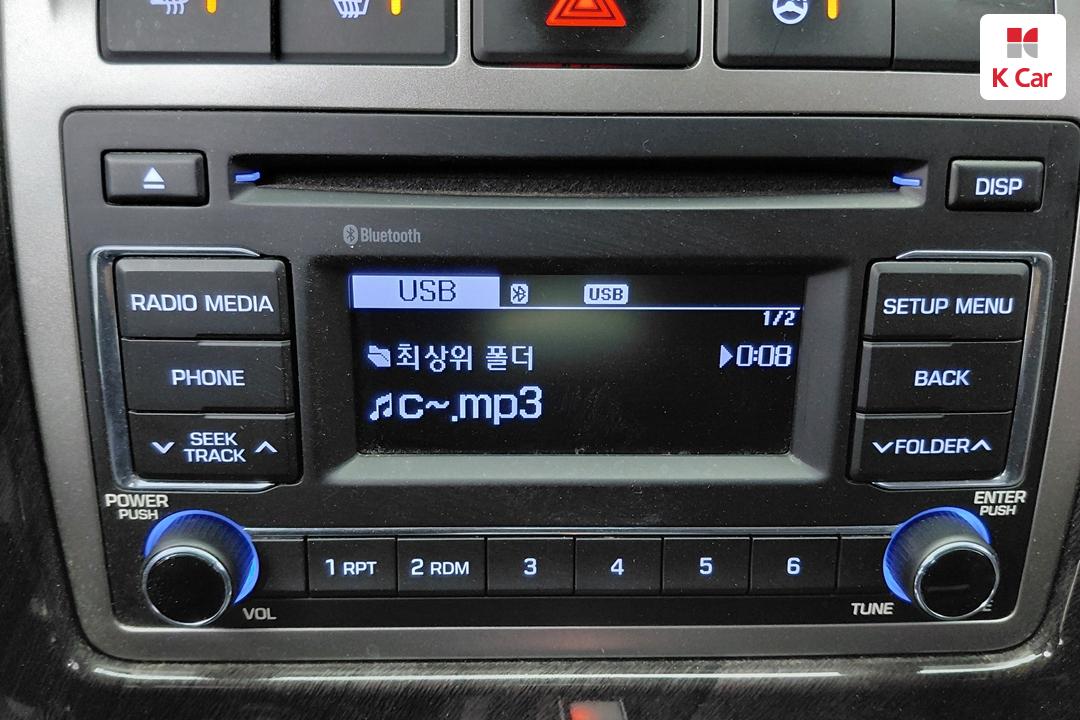 K Car
DISP
Bluetooth
RADIO MEDIA
PHONE
SEEK
TRACK
USB
USB
1/2
최상위 폴더
0:08
c~.mp3
SETUP MENU
BACK
FOLDER
POWER
PUSH
VOL
1 RPT
2 RDM
3
4
5
6
ENTER
PUSH
TUNE